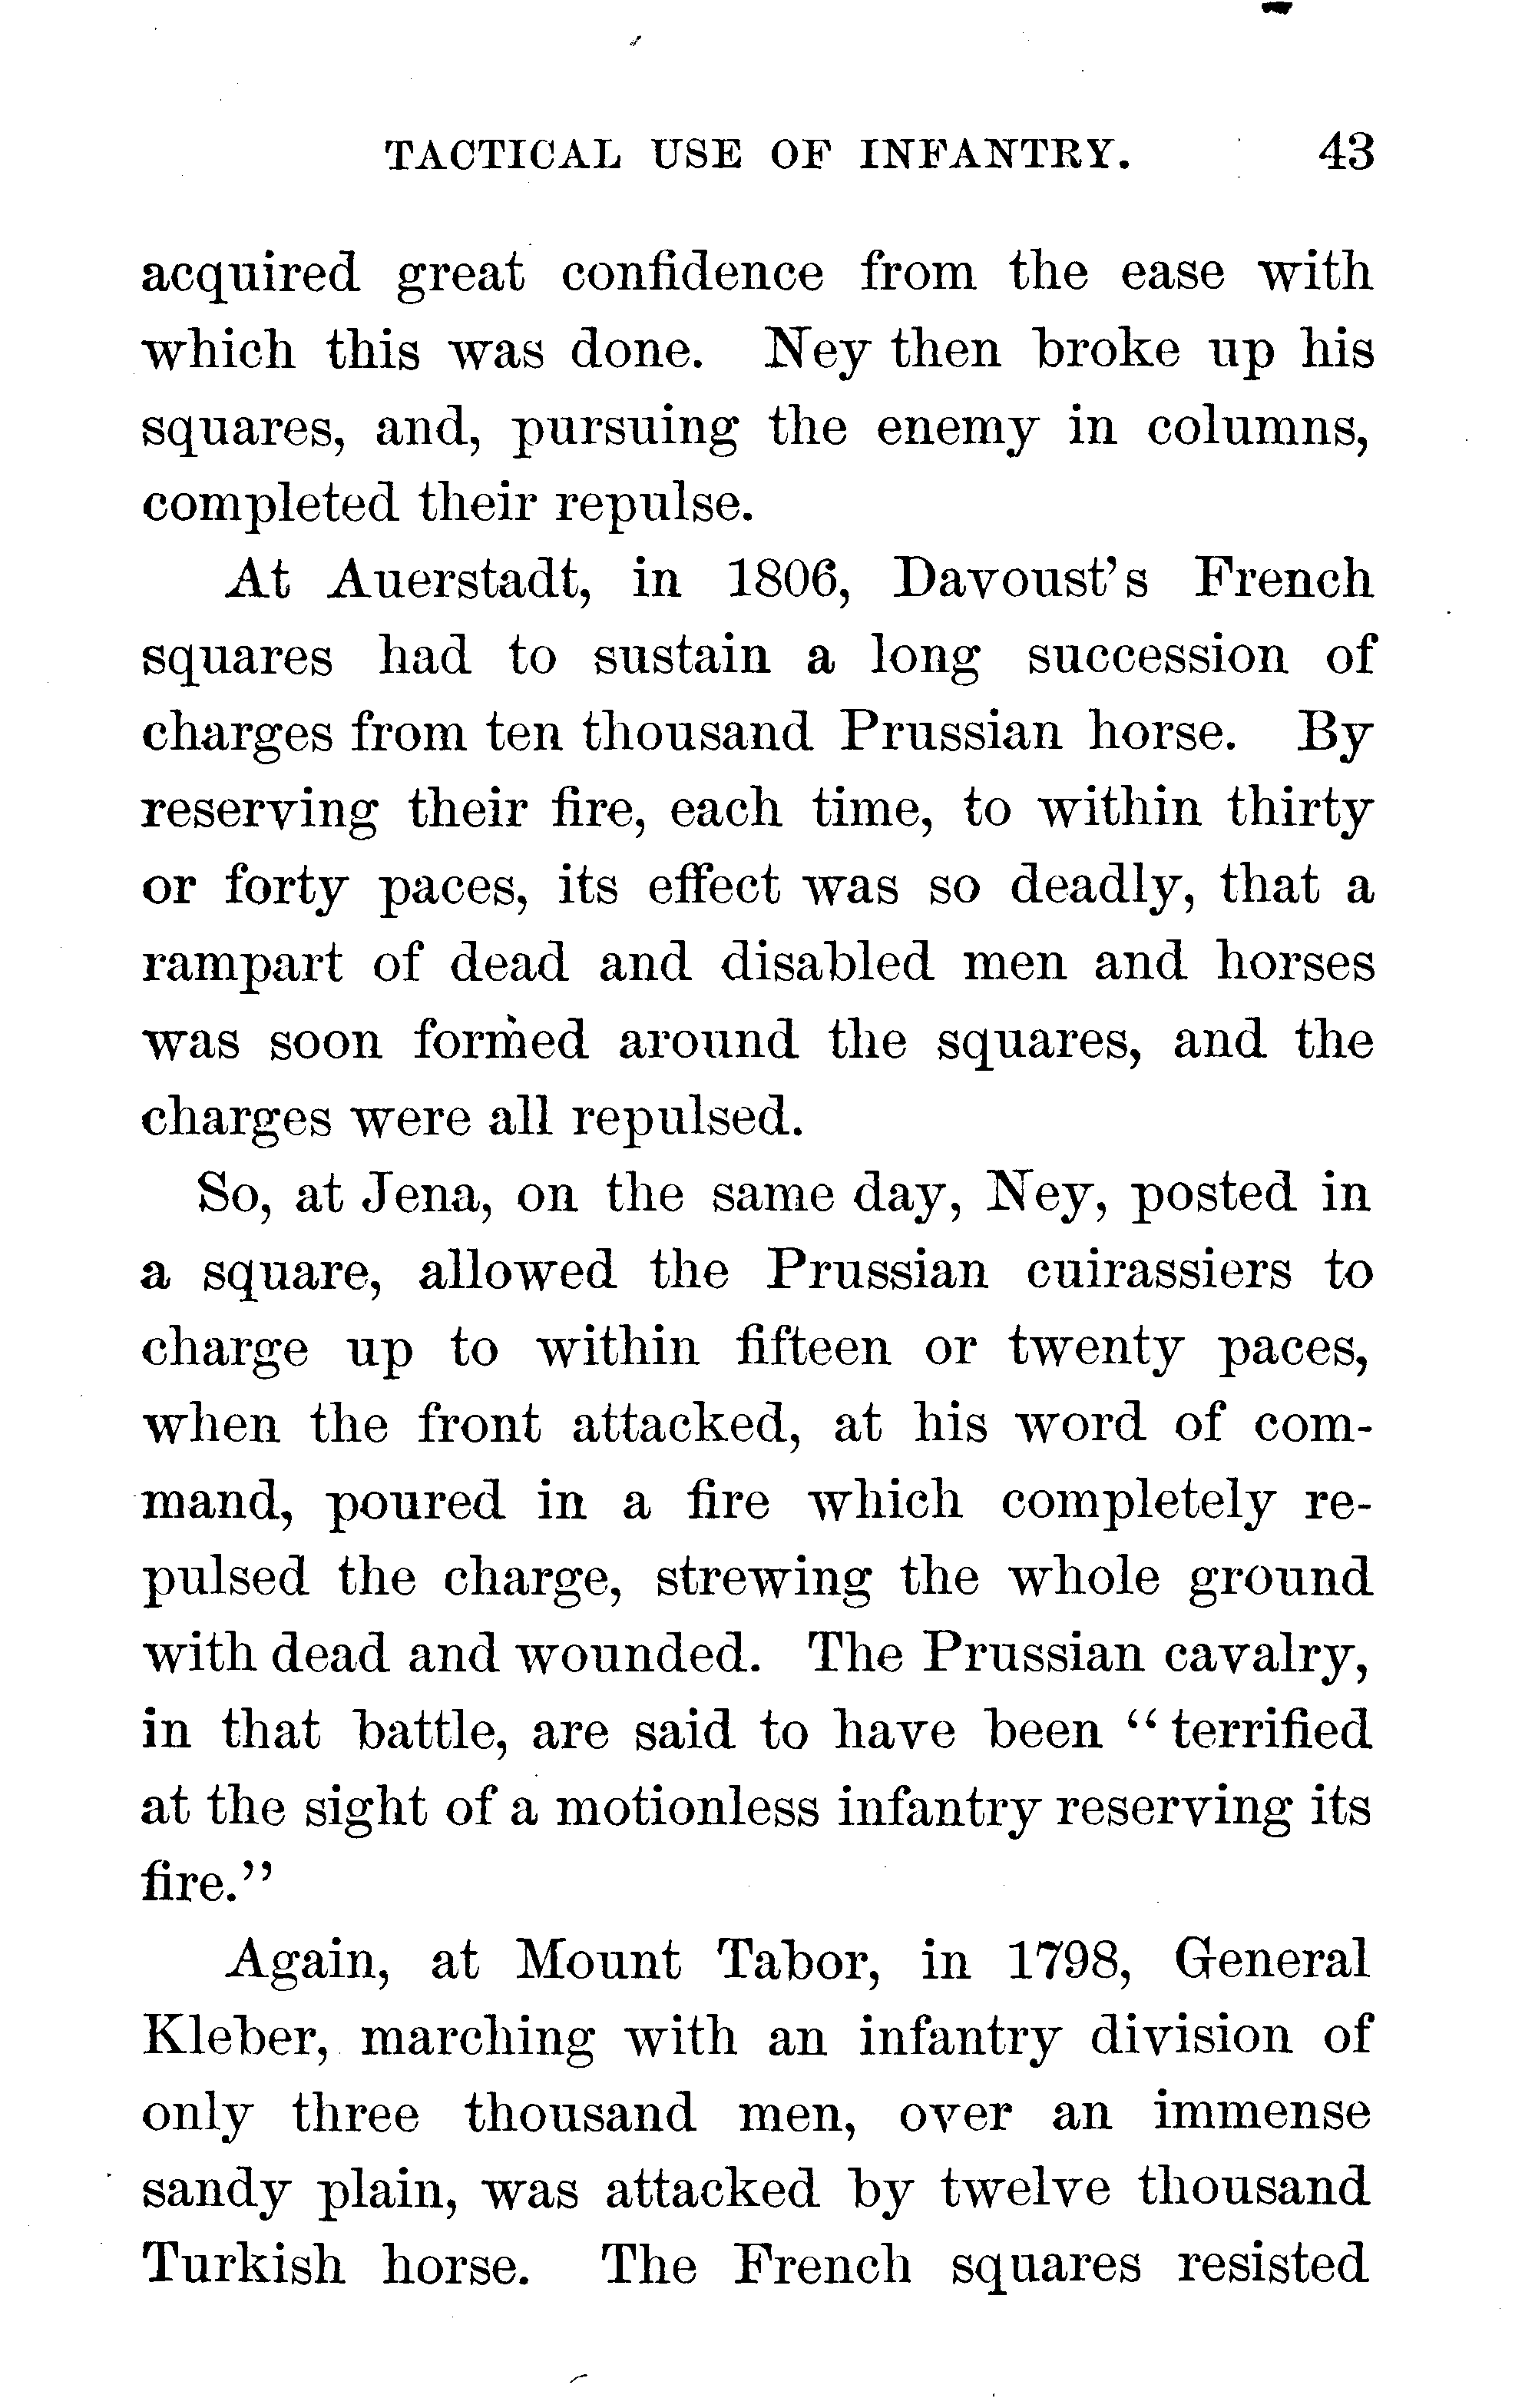 TACTICAL USE OF INFANTRY. 43
acquired great confidence from the ease with
which this was done. Ney then broke up his
squares, and, pursuing the enemy in columns,
completed their repulse.
At Auerstadt, in 1806, Davoust's French
squares had to sustain a long succession of
charges from ten thousand Prussian horse. By
reserving their fire, each time, to within thirty
or forty paces, its effect was so deadly, that a
rampart of dead and disabled men and horses
was soon formed around the squares, and the
charges were all repulsed.
So, at Jena, on the same day, Ney, posted in
a square, allowed the Prussian cuirassiers to
charge up to within fifteen or twenty paces,
when the front attacked, at his word of com-
mand, poured in a fire which completely re-
pulsed the charge, strewing the whole ground
with dead and wounded. The Prussian cavalry,
in that battle, are said to have been "terrified
at the sight of a motionless infantry reserving its
fire."
Again, at Mount Tabor, in 1798, General
Kleber, marching with an infantry division of
only three thousand men, over an immense
sandy plain, was attacked by twelve thousand
Turkish horse. The French squares resisted